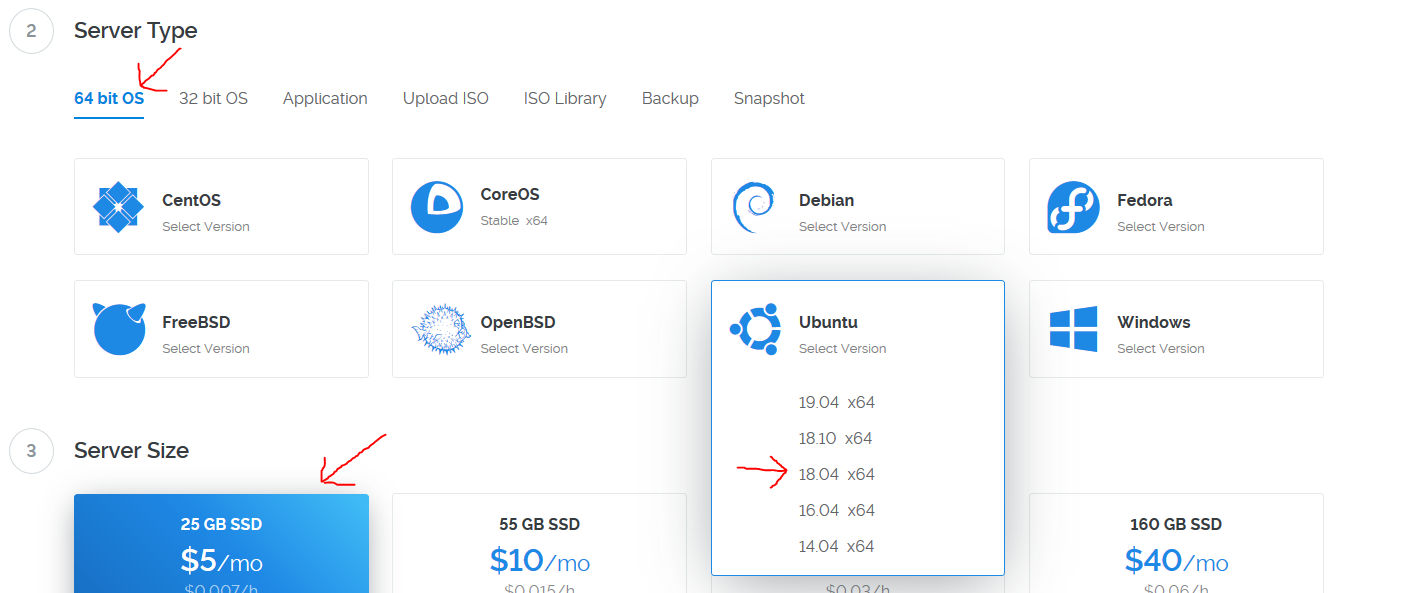 2 Server Type
64 bit OS 32 bit OS Application Upload ISO ISO Library Backup Snapshot
CentOS
Select Version
CoreOS
Stable x64
Debian
Select Version
Fedora
Select Version
FreeBSD
Select Version
OpenBSD
Select Version
Ubuntu
Select Version
19.04 x64
18.10 x64
18.04 x64
16.04 x64
14.04 x64
Windows
Select Version
3 Server Size
25 GB SSD
$5/mo
$0.007/h
55 GB SSD
$10/mo
$0.015/h
$0.03/h
160 GB SSD
$40/mo
$0.06/h